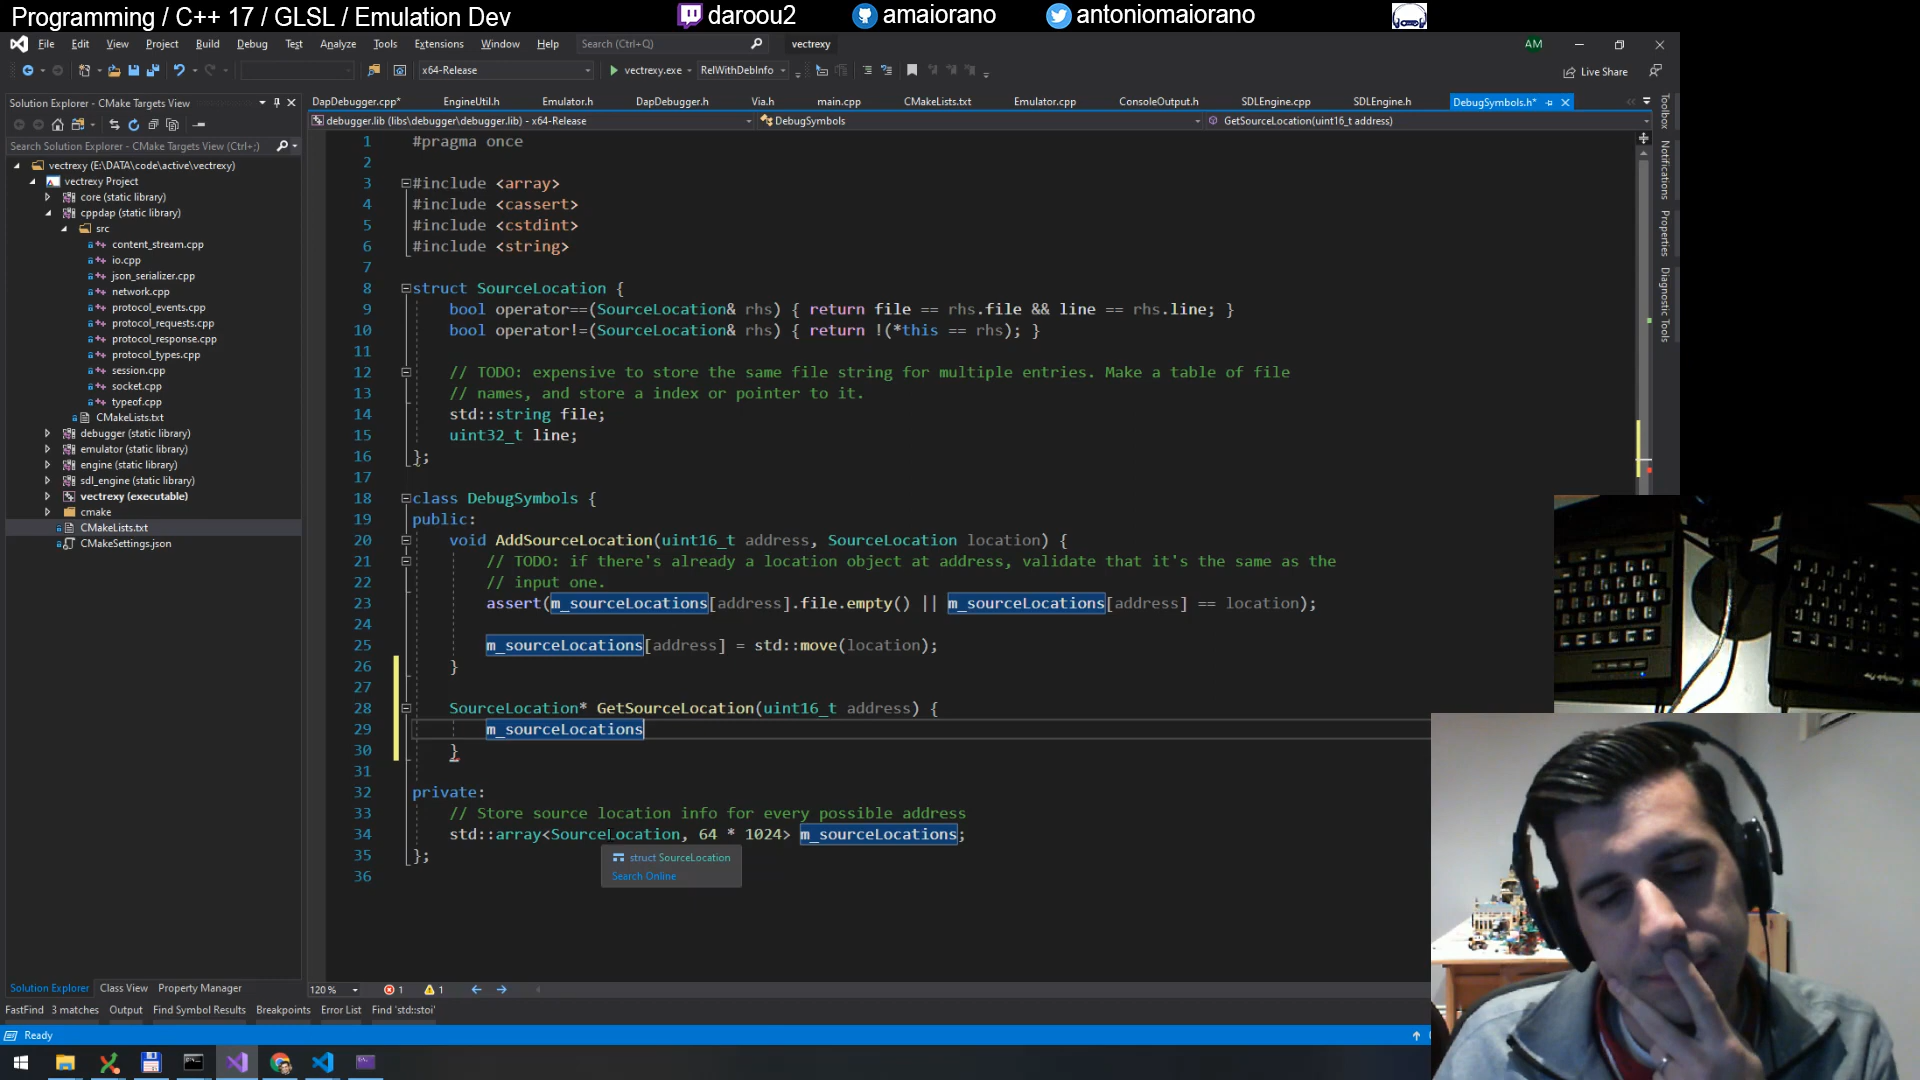 Programming / C++ 17 / GLSL / Emulation Dev
daroou2
amaiorano
antoniomaiorano
File Edit View Project Build Debug Test Analyze Tools Extensions Window Help
Search (Ctrl+Q)
vectrexy
AM
x64-Release
vectrexy.exe
RelWithDebInfo
Live Share
Solution Explorer - CMake Targets View
Search Solution Explorer - CMake Targets View (Ctrl+;)
vectrexy (E:\DATA\code\active\vectrexy)
vectrexy Project
core (static library)
cppdap (static library)
src
content_stream.cpp
io.cpp
json_serializer.cpp
network.cpp
protocol_events.cpp
protocol_requests.cpp
protocol_response.cpp
protocol_types.cpp
session.cpp
socket.cpp
typeof.cpp
CMakeLists.txt
debugger (static library)
emulator (static library)
engine (static library)
sdl_engine (static library)
vectrexy (executable)
cmake
CMakeLists.txt
CMakeSettings.json
Solution Explorer Class View Property Manager
DapDebugger.cpp* EngineUtil.h Emulator.h DapDebugger.h Via.h main.cpp CMakeLists.txt Emulator.cpp ConsoleOutput.h SDLEngine.cpp SDLEngine.h DebugSymbols.h*
debugger.lib (libs\debugger\debugger.lib) - x64-Release
DebugSymbols
GetSourceLocation(uint16_t address)
1 #pragma once
2
3 #include <array>
4 #include <cassert>
5 #include <cstdint>
6 #include <string>
7
8 struct SourceLocation {
9 bool operator==(SourceLocation& rhs) { return file == rhs.file && line == rhs.line; }
10 bool operator!=(SourceLocation& rhs) { return !(*this == rhs); }
11
12 // TODO: expensive to store the same file string for multiple entries. Make a table of file
13 // names, and store a index or pointer to it.
14 std::string file;
15 uint32_t line;
16 };
17
18 class DebugSymbols {
19 public:
20 void AddSourceLocation(uint16_t address, SourceLocation location) {
21 // TODO: if there's already a location object at address, validate that it's the same as the
22 // input one.
23 assert(m_sourceLocations[address].file.empty() || m_sourceLocations[address] == location);
24
25 m_sourceLocations[address] = std::move(location);
26 }
27
28 SourceLocation* GetSourceLocation(uint16_t address) {
29 m_sourceLocations
30 }
31
32 private:
33 // Store source location info for every possible address
34 std::array<SourceLocation, 64 * 1024> m_sourceLocations;
35 };
36
struct SourceLocation
Search Online
Toolbox
Notifications
Properties
Diagnostic Tools
120 %
1
1
FastFind 3 matches Output Find Symbol Results Breakpoints Error List Find 'std::stoi'
Ready